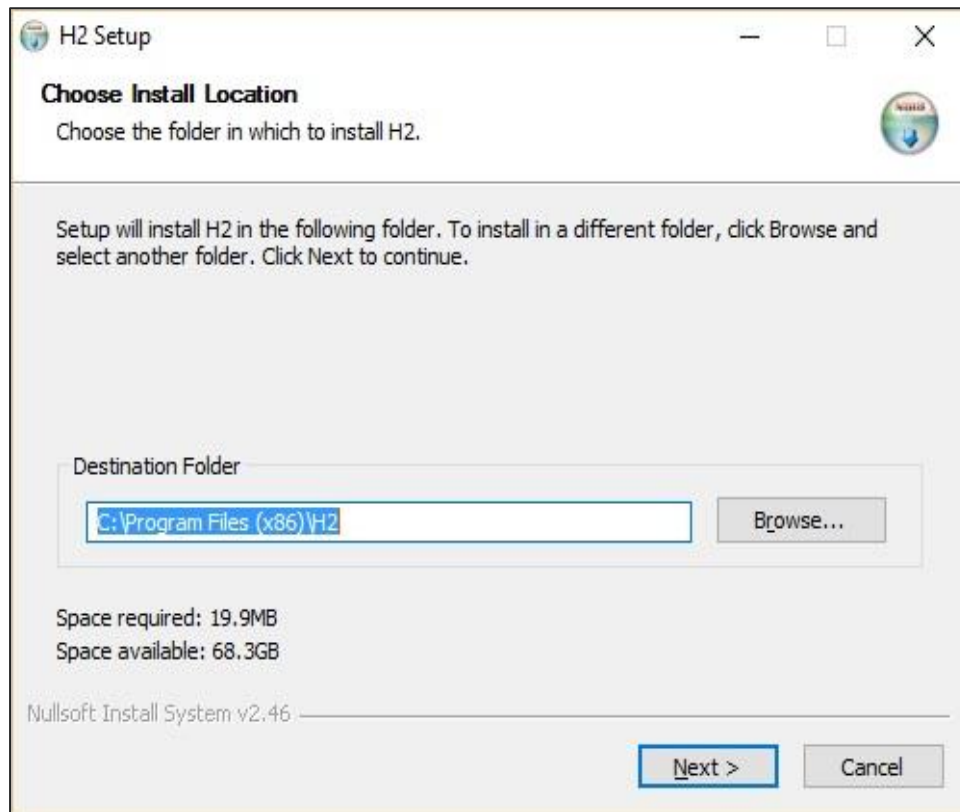 H2 Setup
Choose Install Location
Choose the folder in which to install H2.
Setup will install H2 in the following folder. To install in a different folder, click Browse and
select another folder. Click Next to continue.
Destination Folder
C:\Program Files (x86)\H2
Browse...
Space required: 19.9MB
Space available: 68.3GB
Nullsoft Install System v2.46
Next >
Cancel